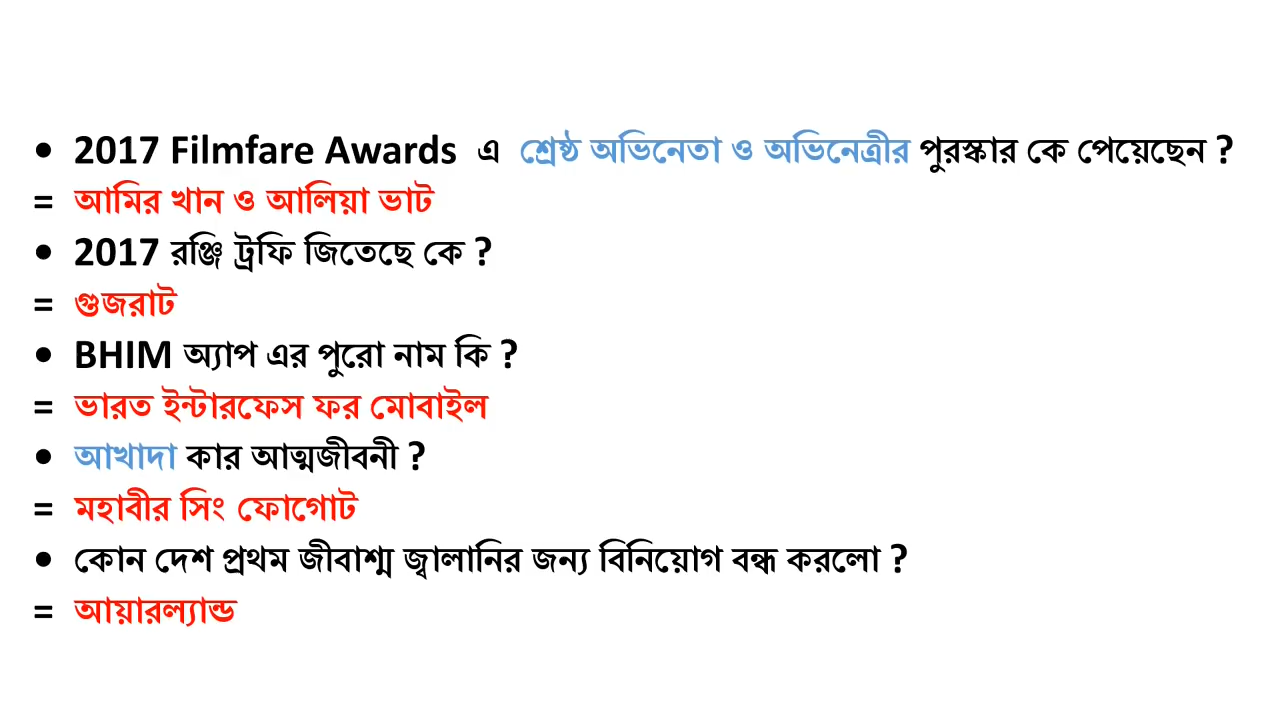 • 2017 Filmfare Awards এ শ্রেষ্ঠ অভিনেতা ও অভিনেত্রীর পুরস্কার কে পেয়েছেন ?
= আমির খান ও আলিয়া ভাট
• 2017 রঞ্জি ট্রফি জিতেছে কে ?
= গুজরাট
• BHIM অ্যাপ এর পুরো নাম কি ?
= ভারত ইন্টারফেস ফর মোবাইল
• আখাদা কার আত্মজীবনী ?
= মহাবীর সিং ফোগোট
• কোন দেশ প্রথম জীবাশ্ম জ্বালানির জন্য বিনিয়োগ বন্ধ করলো ?
= আয়ারল্যান্ড